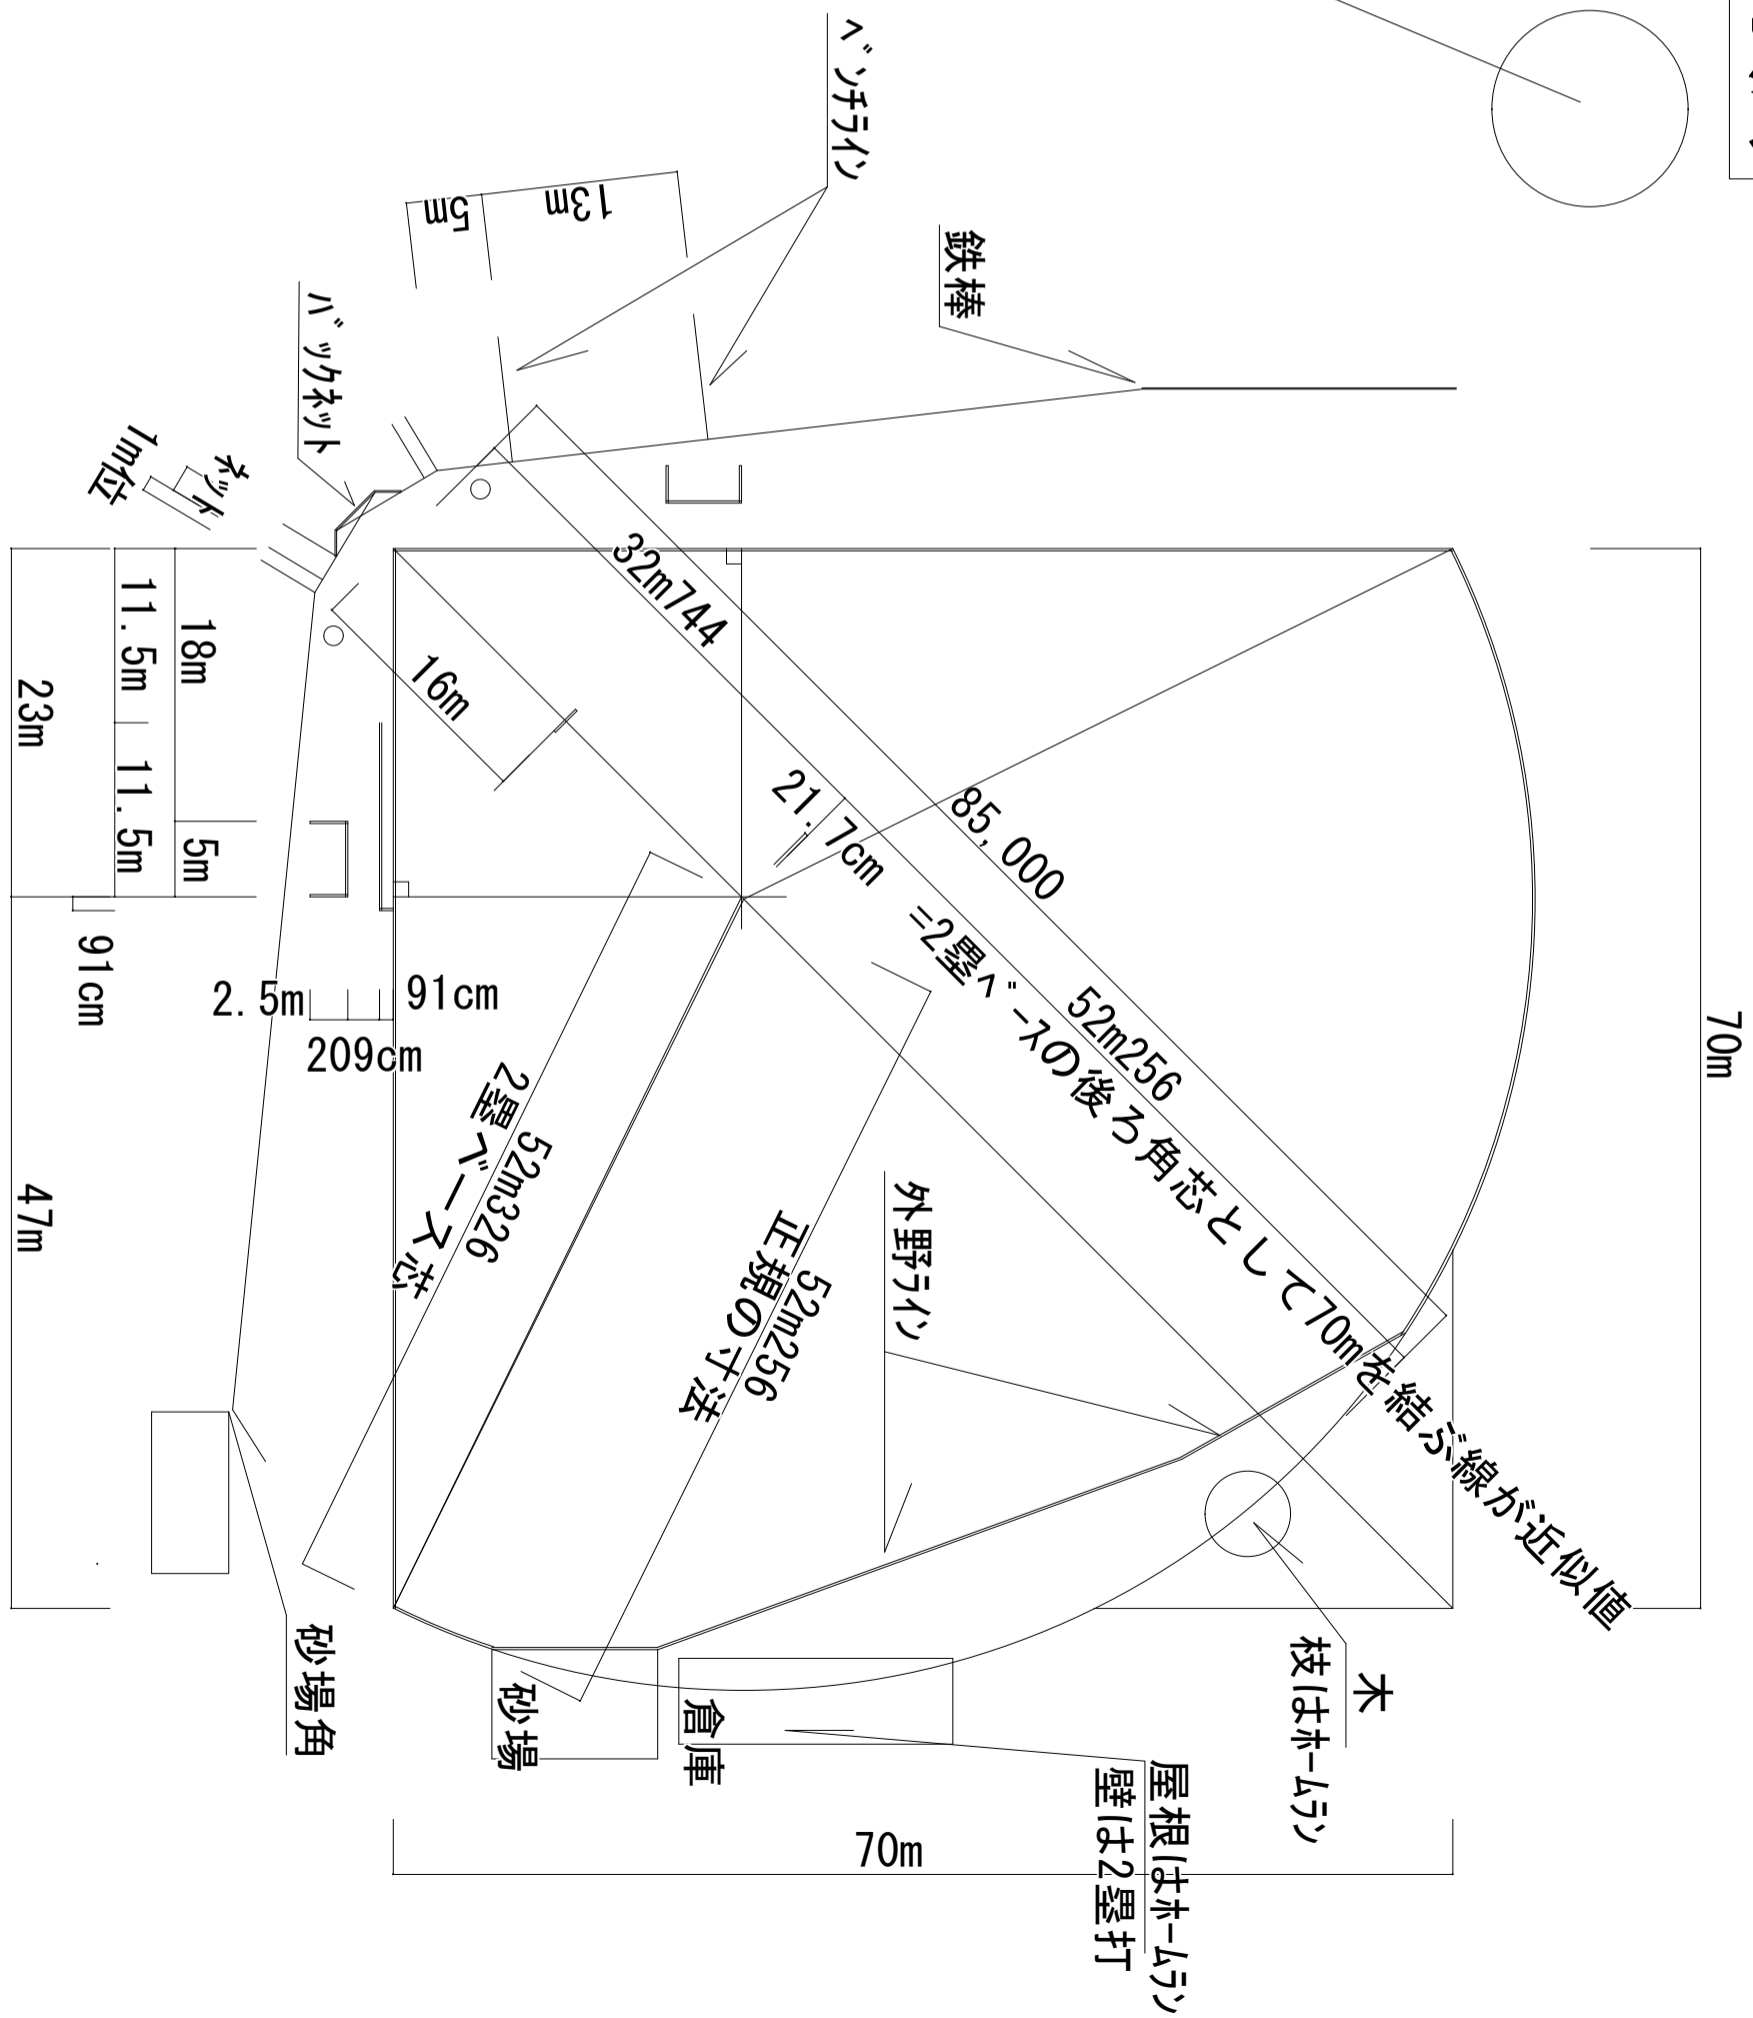 ﾍﾞﾝﾁﾗｲﾝ
5m
13m
鉄棒
ﾊﾞｯｸﾈｯﾄ
ﾈｯﾄ
1m位
32m744
16m
21.7cm
85,000
52m256
=2塁ﾍﾞｰｽの後ろ角芯として70mを結ぶ線が近似値
18m
5m
11.5m
11.5m
23m
47m
91cm
2.5m
209cm
91cm
52m326
2塁ベース芯
52m256
正規の寸法
外野ﾗｲﾝ
70m
木
枝はﾎｰﾑﾗﾝ
砂場角
砂場
倉庫
屋根はﾎｰﾑﾗﾝ
壁は2塁打
70m